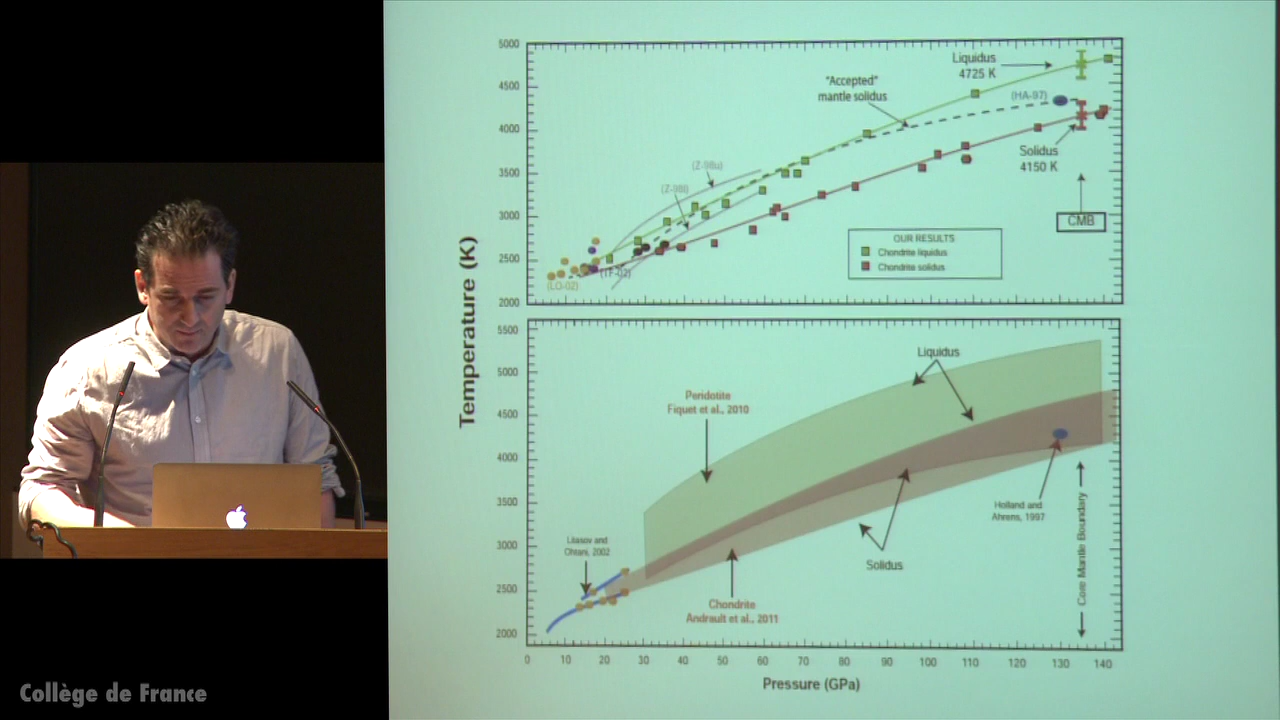 5000
4500
4000
3500
3000
2500
2000
Liquidus
4725 K
"Accepted"
mantle solidus
(HA-97)
(Z-98u)
(Z-98l)
Solidus
4150 K
CMB
OUR RESULTS
Chondrite liquidus
Chondrite solidus
(TF-02)
(LO-02)
Temperature (K)
5500
5000
4500
4000
3500
3000
2500
2000
Liquidus
Peridotite
Fiquet et al., 2010
Holland and
Ahrens, 1997
Litasov and
Ohtani, 2002
Solidus
Chondrite
Andrault et al., 2011
Core Mantle Boundary
0 10 20 30 40 50 60 70 80 90 100 110 120 130 140
Pressure (GPa)
Collège de France